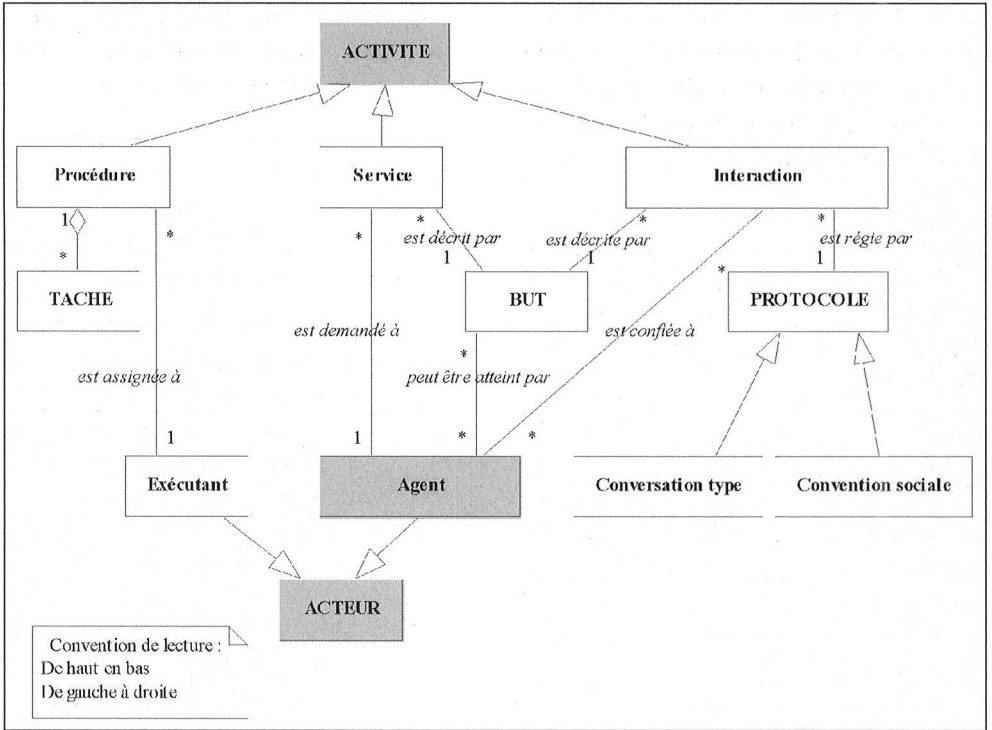 ACTIVITE
Procédure
Service
Interaction
1
*
*
*
*
*
*
est décrit par
1
est décrite par
1
est régie par
1
*
TACHE
BUT
PROTOCOLE
est demandé à
*
est confiée à
est assignée à
peut être atteint par
1
1
*
*
Exécutant
Agent
Conversation type
Convention sociale
ACTEUR
Convention de lecture :
De haut en bas
De gauche à droite